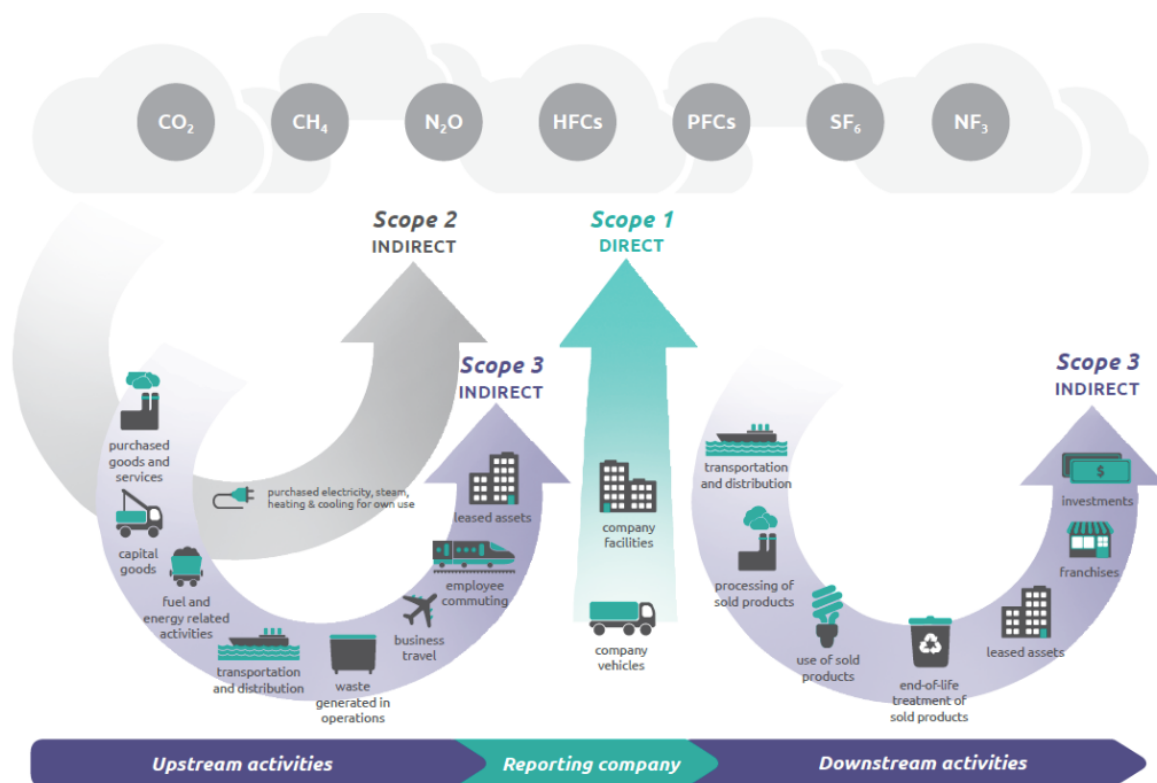 CO₂ CH₄ N₂O HFCs PFCs SF₆ NF₃
Scope 2
INDIRECT
Scope 1
DIRECT
Scope 3
INDIRECT
Scope 3
INDIRECT
purchased
goods and
services
capital
goods
fuel and
energy related
activities
transportation
and distribution
waste
generated in
operations
business
travel
employee
commuting
leased assets
purchased electricity, steam,
heating & cooling for own use
company
facilities
company
vehicles
transportation
and distribution
processing of
sold products
use of sold
products
end-of-life
treatment of
sold products
leased assets
franchises
$
investments
Upstream activities
Reporting company
Downstream activities